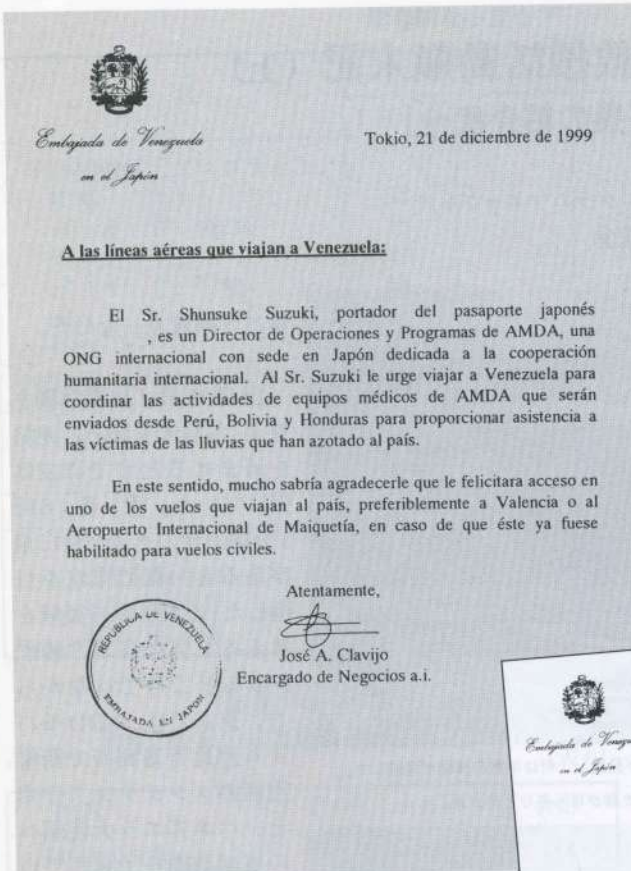 Embajada de Venezuela
en el Japón
Tokio, 21 de diciembre de 1999
A las líneas aéreas que viajan a Venezuela:
El Sr. Shunsuke Suzuki, portador del pasaporte japonés
, es un Director de Operaciones y Programas de AMDA, una
ONG internacional con sede en Japón dedicada a la cooperación
humanitaria internacional. Al Sr. Suzuki le urge viajar a Venezuela para
coordinar las actividades de equipos médicos de AMDA que serán
enviados desde Perú, Bolivia y Honduras para proporcionar asistencia a
las víctimas de las lluvias que han azotado al país.
En este sentido, mucho sabría agradecerle que le felicitara acceso en
uno de los vuelos que viajan al país, preferiblemente a Valencia o al
Aeropuerto Internacional de Maiquetía, en caso de que éste ya fuese
habilitado para vuelos civiles.
Atentamente,
José A. Clavijo
Encargado de Negocios a.i.
REPUBLICA DE VENEZUELA
EMBAJADA EN JAPON
Embajada de Venezu
en el Japón